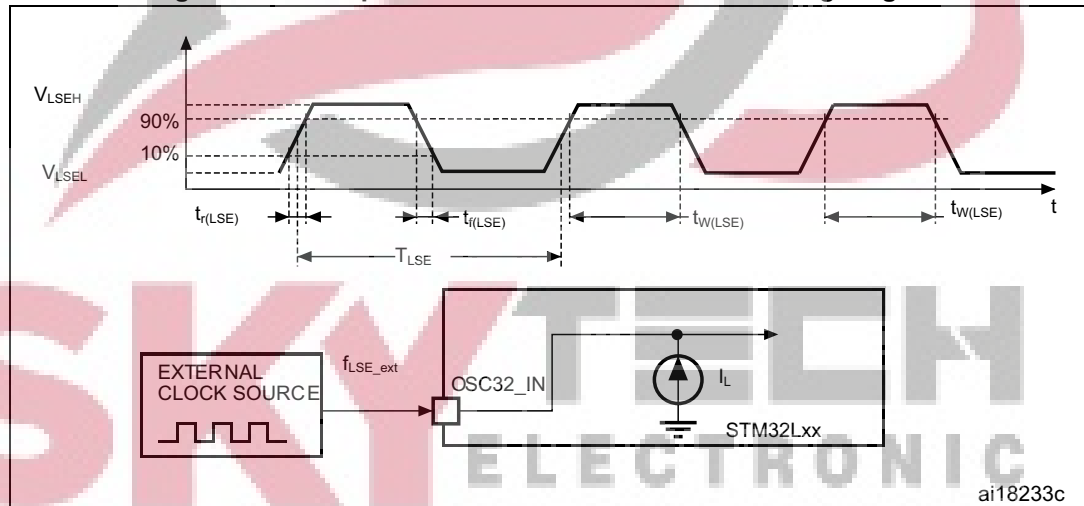 V_LSEH
90%
10%
V_LSEL
t_r(LSE)
t_f(LSE)
t_W(LSE)
t_W(LSE)
t
T_LSE
EXTERNAL
CLOCK SOURCE
f_LSE_ext
OSC32_IN
I_L
STM32Lxx
ai18233c
SKYTECH
ELECTRONIC